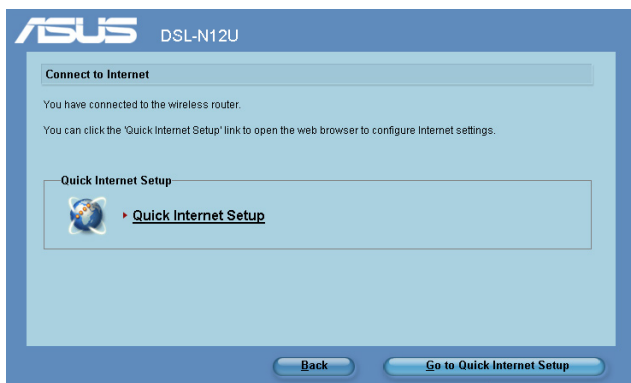 ASUS DSL-N12U
Connect to Internet
You have connected to the wireless router.
You can click the 'Quick Internet Setup' link to open the web browser to configure Internet settings.
Quick Internet Setup
Quick Internet Setup
Back
Go to Quick Internet Setup